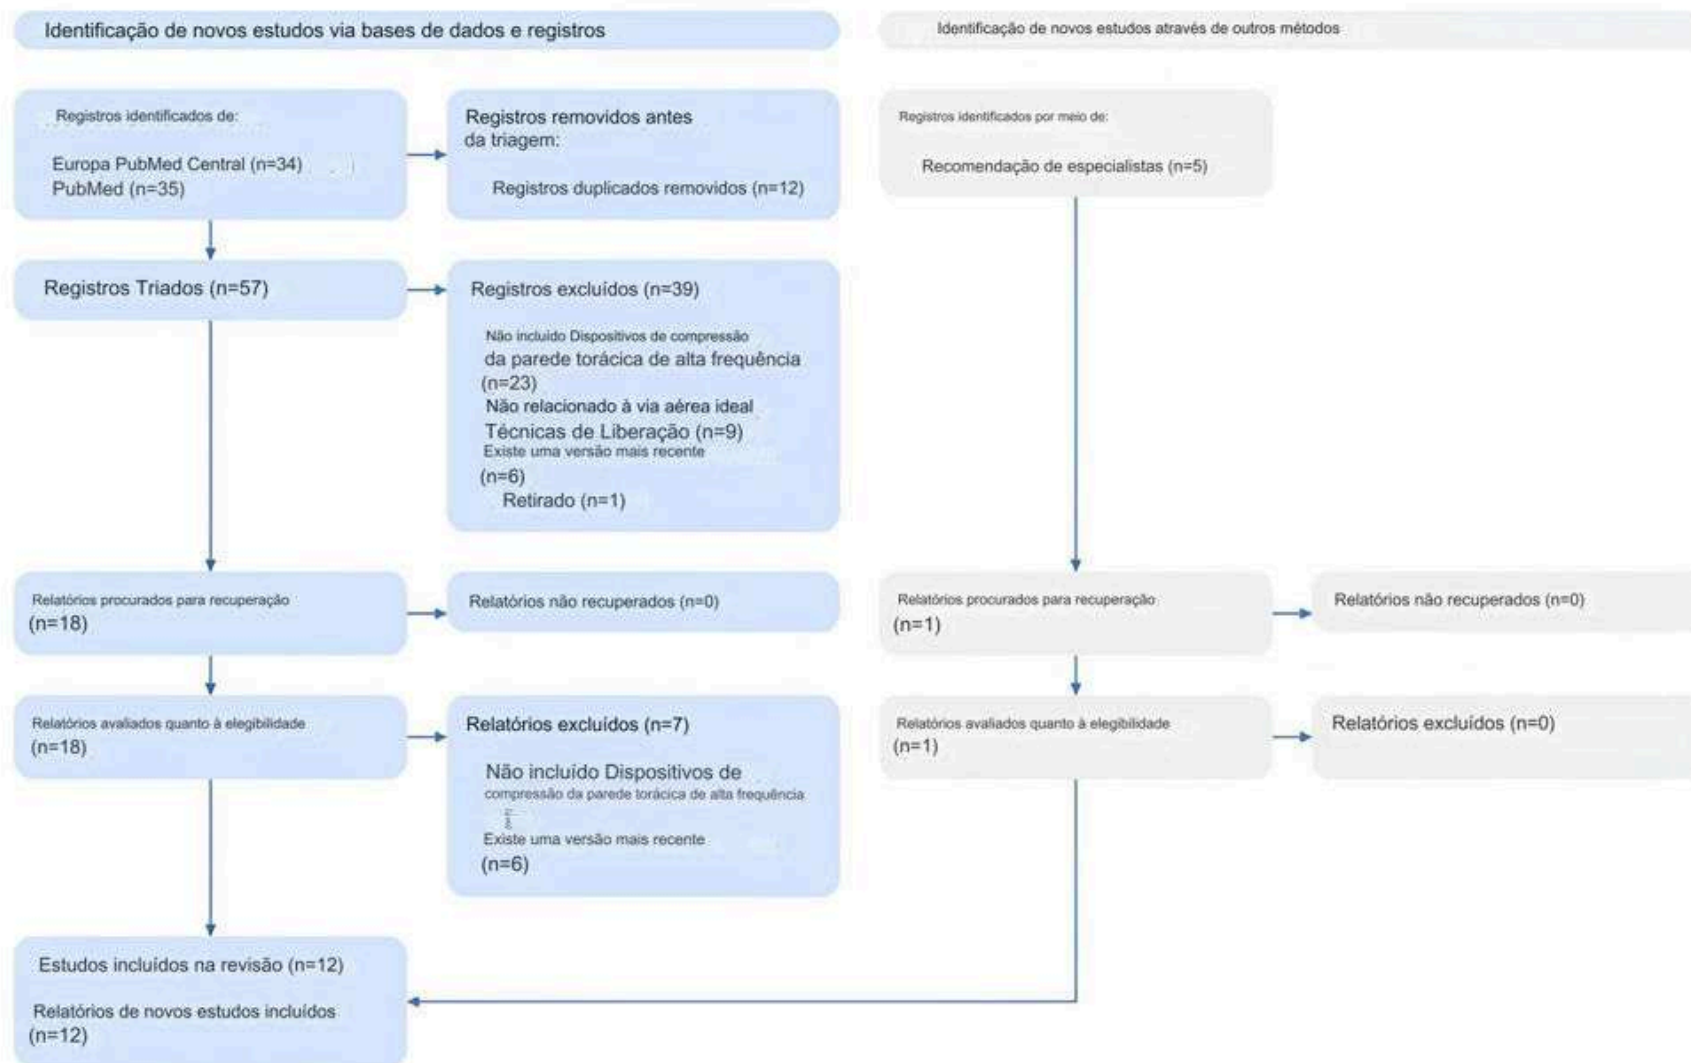 Identificação de novos estudos via bases de dados e registros
Identificação de novos estudos através de outros métodos
Registros identificados de:
Europa PubMed Central (n=34)
PubMed (n=35)
Registros removidos antes
da triagem:
Registros duplicados removidos (n=12)
Registros identificados por meio de:
Recomendação de especialistas (n=5)
Registros Triados (n=57)
Registros excluídos (n=39)
Não incluído Dispositivos de compressão
da parede torácica de alta frequência
(n=23)
Não relacionado à via aérea ideal
Técnicas de Liberação (n=9)
Existe uma versão mais recente
(n=6)
Retirado (n=1)
Relatórios procurados para recuperação
(n=18)
Relatórios não recuperados (n=0)
Relatórios procurados para recuperação
(n=1)
Relatórios não recuperados (n=0)
Relatórios avaliados quanto à elegibilidade
(n=18)
Relatórios excluídos (n=7)
Não incluído Dispositivos de
compressão da parede torácica de alta frequência
Existe uma versão mais recente
(n=6)
Relatórios avaliados quanto à elegibilidade
(n=1)
Relatórios excluídos (n=0)
Estudos incluídos na revisão (n=12)
Relatórios de novos estudos incluídos
(n=12)